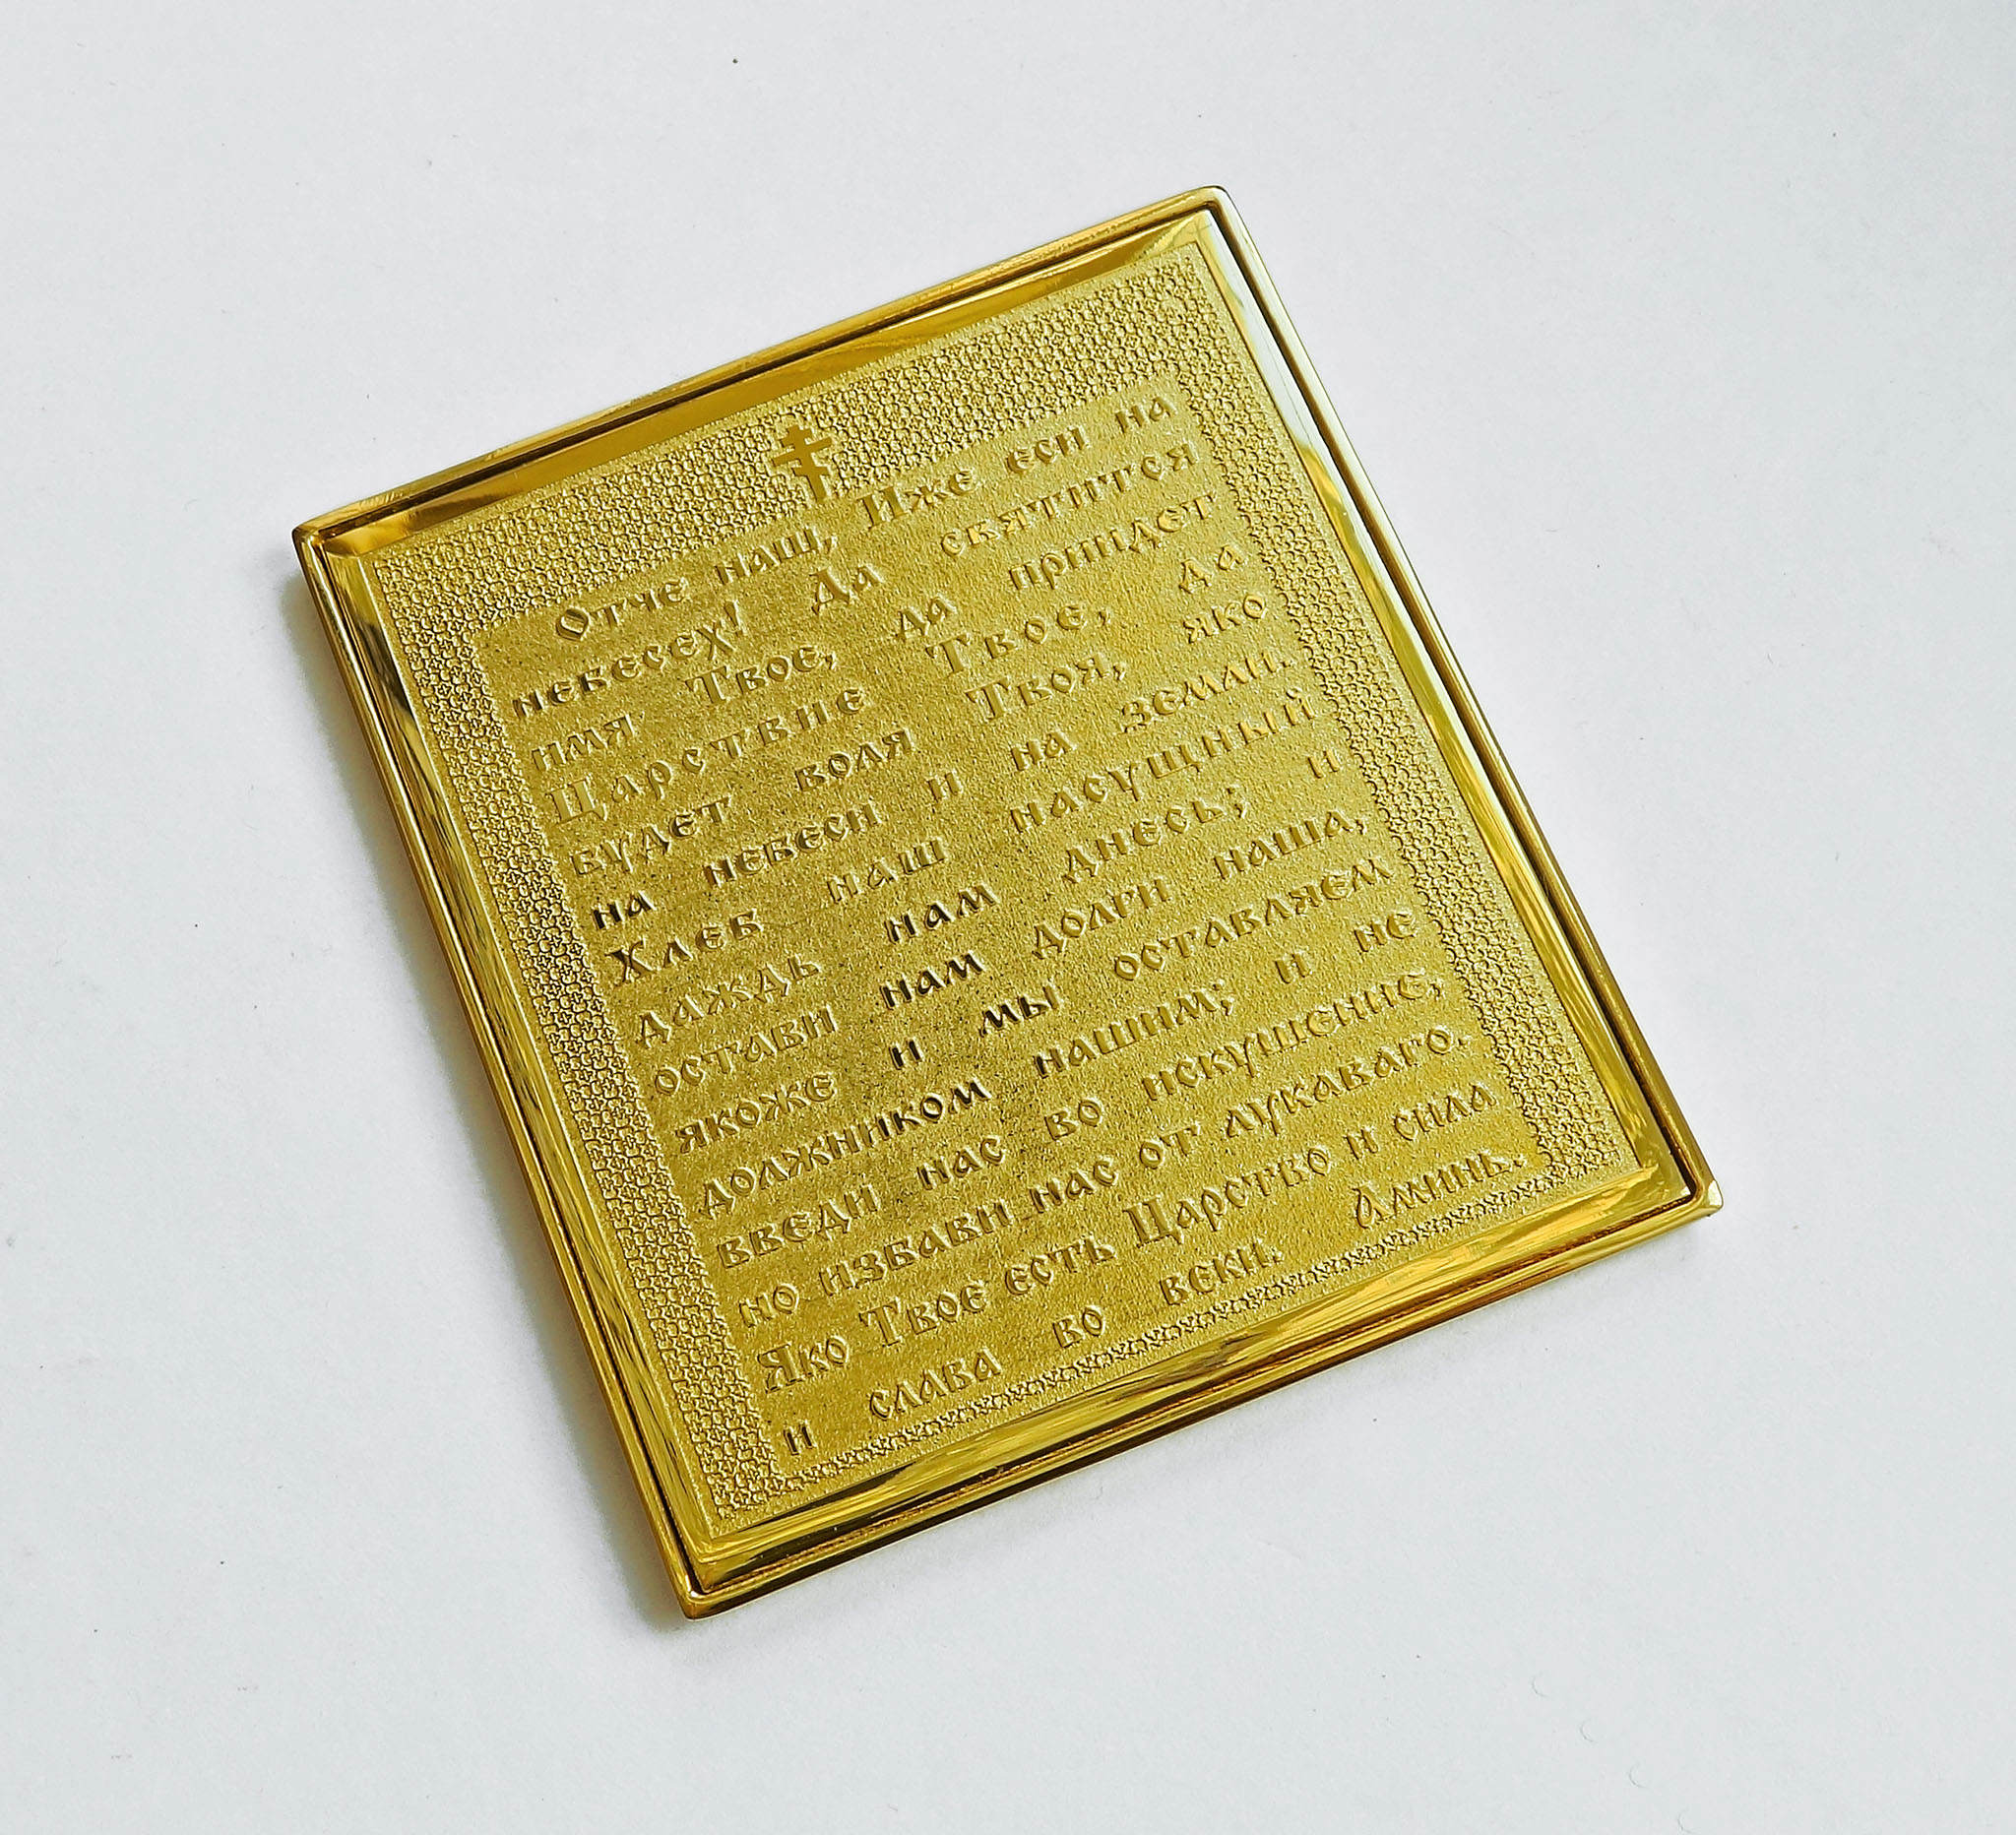 Отче наш, Иже еси на
небесех! Да святится
имя Твое, да приидет
Царствие Твое, да
будет воля Твоя, яко
на небеси и на земли.
Хлеб наш насущный
даждь нам днесь; и
остави нам долги наша,
якоже и мы оставляем
должником нашим; и не
введи нас во искушение,
но избави нас от лукаваго.
Яко Твое есть Царство и сила
и слава во веки. Аминь.